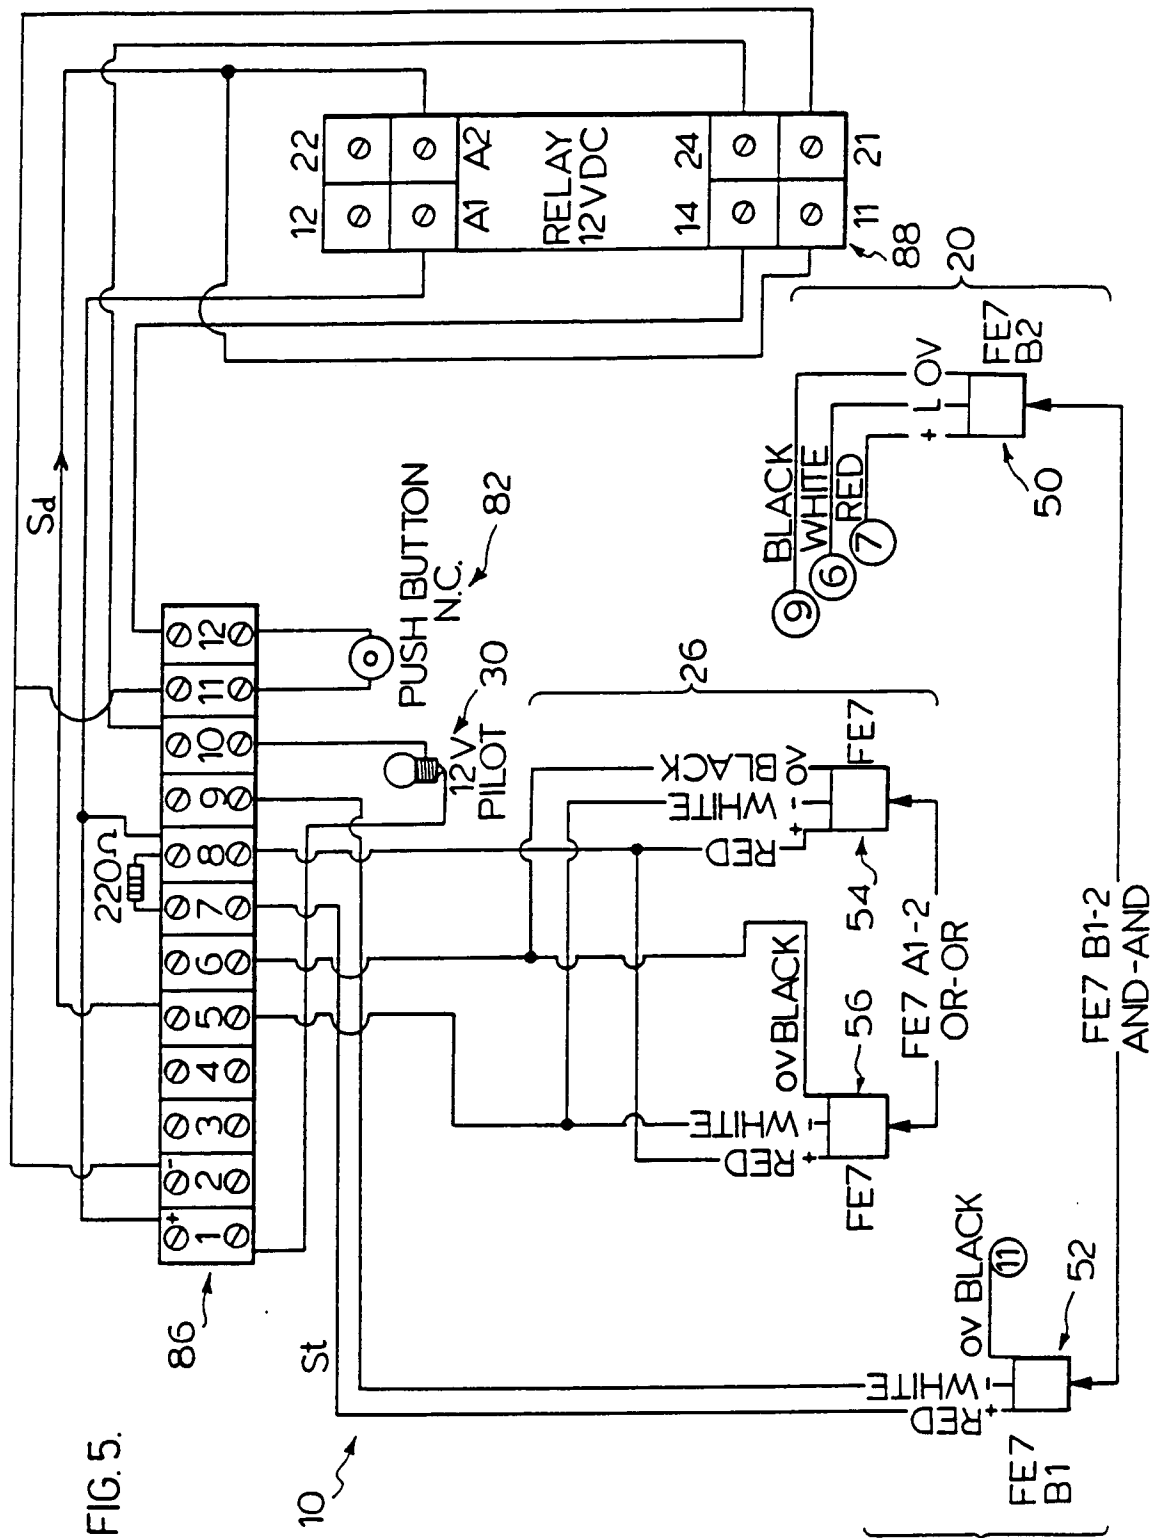 FIG. 5.
10
86
St
Sd
+
-
1
2
3
4
5
6
7
8
9
10
11
12
220Ω
12V
PILOT
30
PUSH BUTTON
N.C.
82
12
22
A1
A2
RELAY
12VDC
14
24
11
21
88
26
RED
WHITE
OV BLACK
+
-
FE7
56
RED
WHITE
BLACK
OV
+
-
FE7
54
FE7 A1-2
OR-OR
RED
WHITE
OV BLACK
11
+
-
FE7
B1
52
BLACK
WHITE
RED
9
6
7
+
L
OV
FE7
B2
50
20
FE7 B1-2
AND-AND